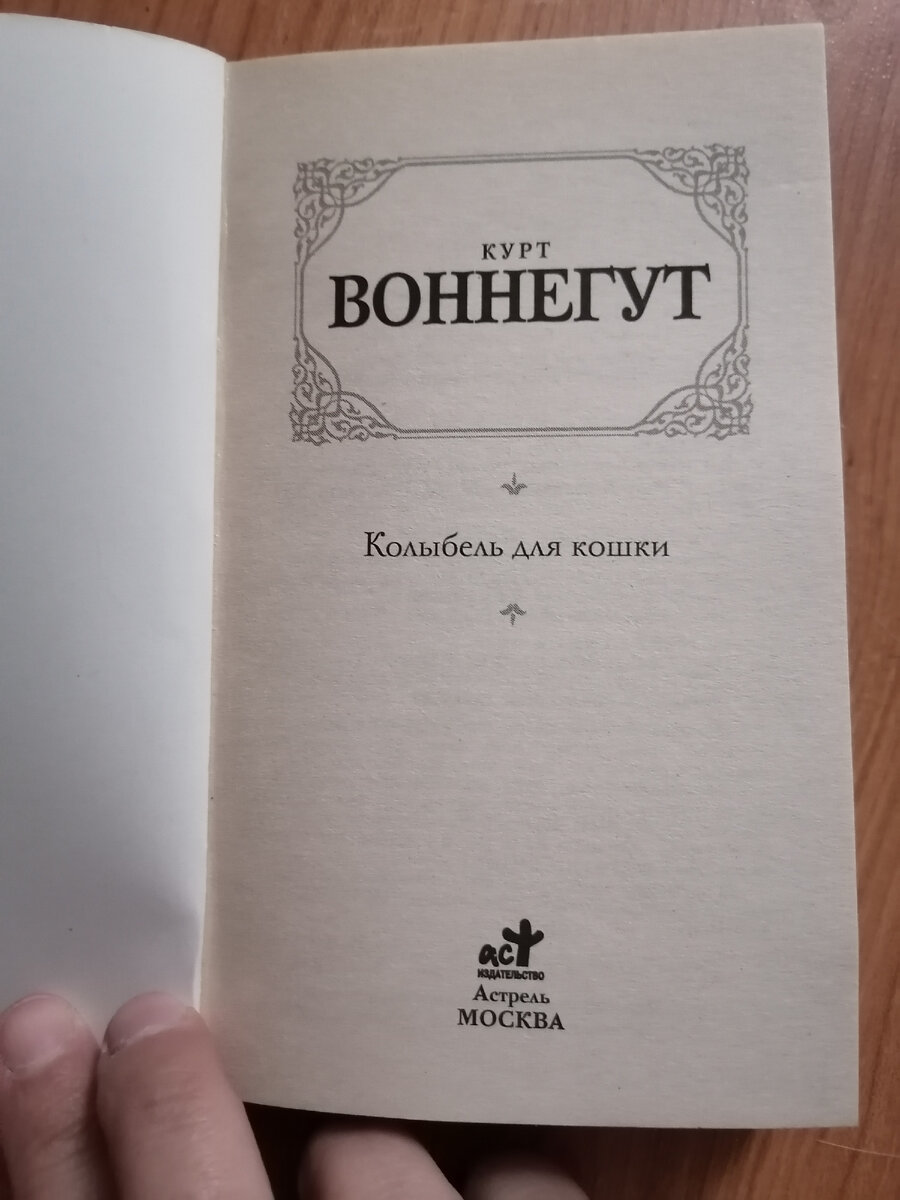 КУРТ
ВОННЕГУТ
Колыбель для кошки
аст
ИЗДАТЕЛЬСТВО
Астрель
МОСКВА